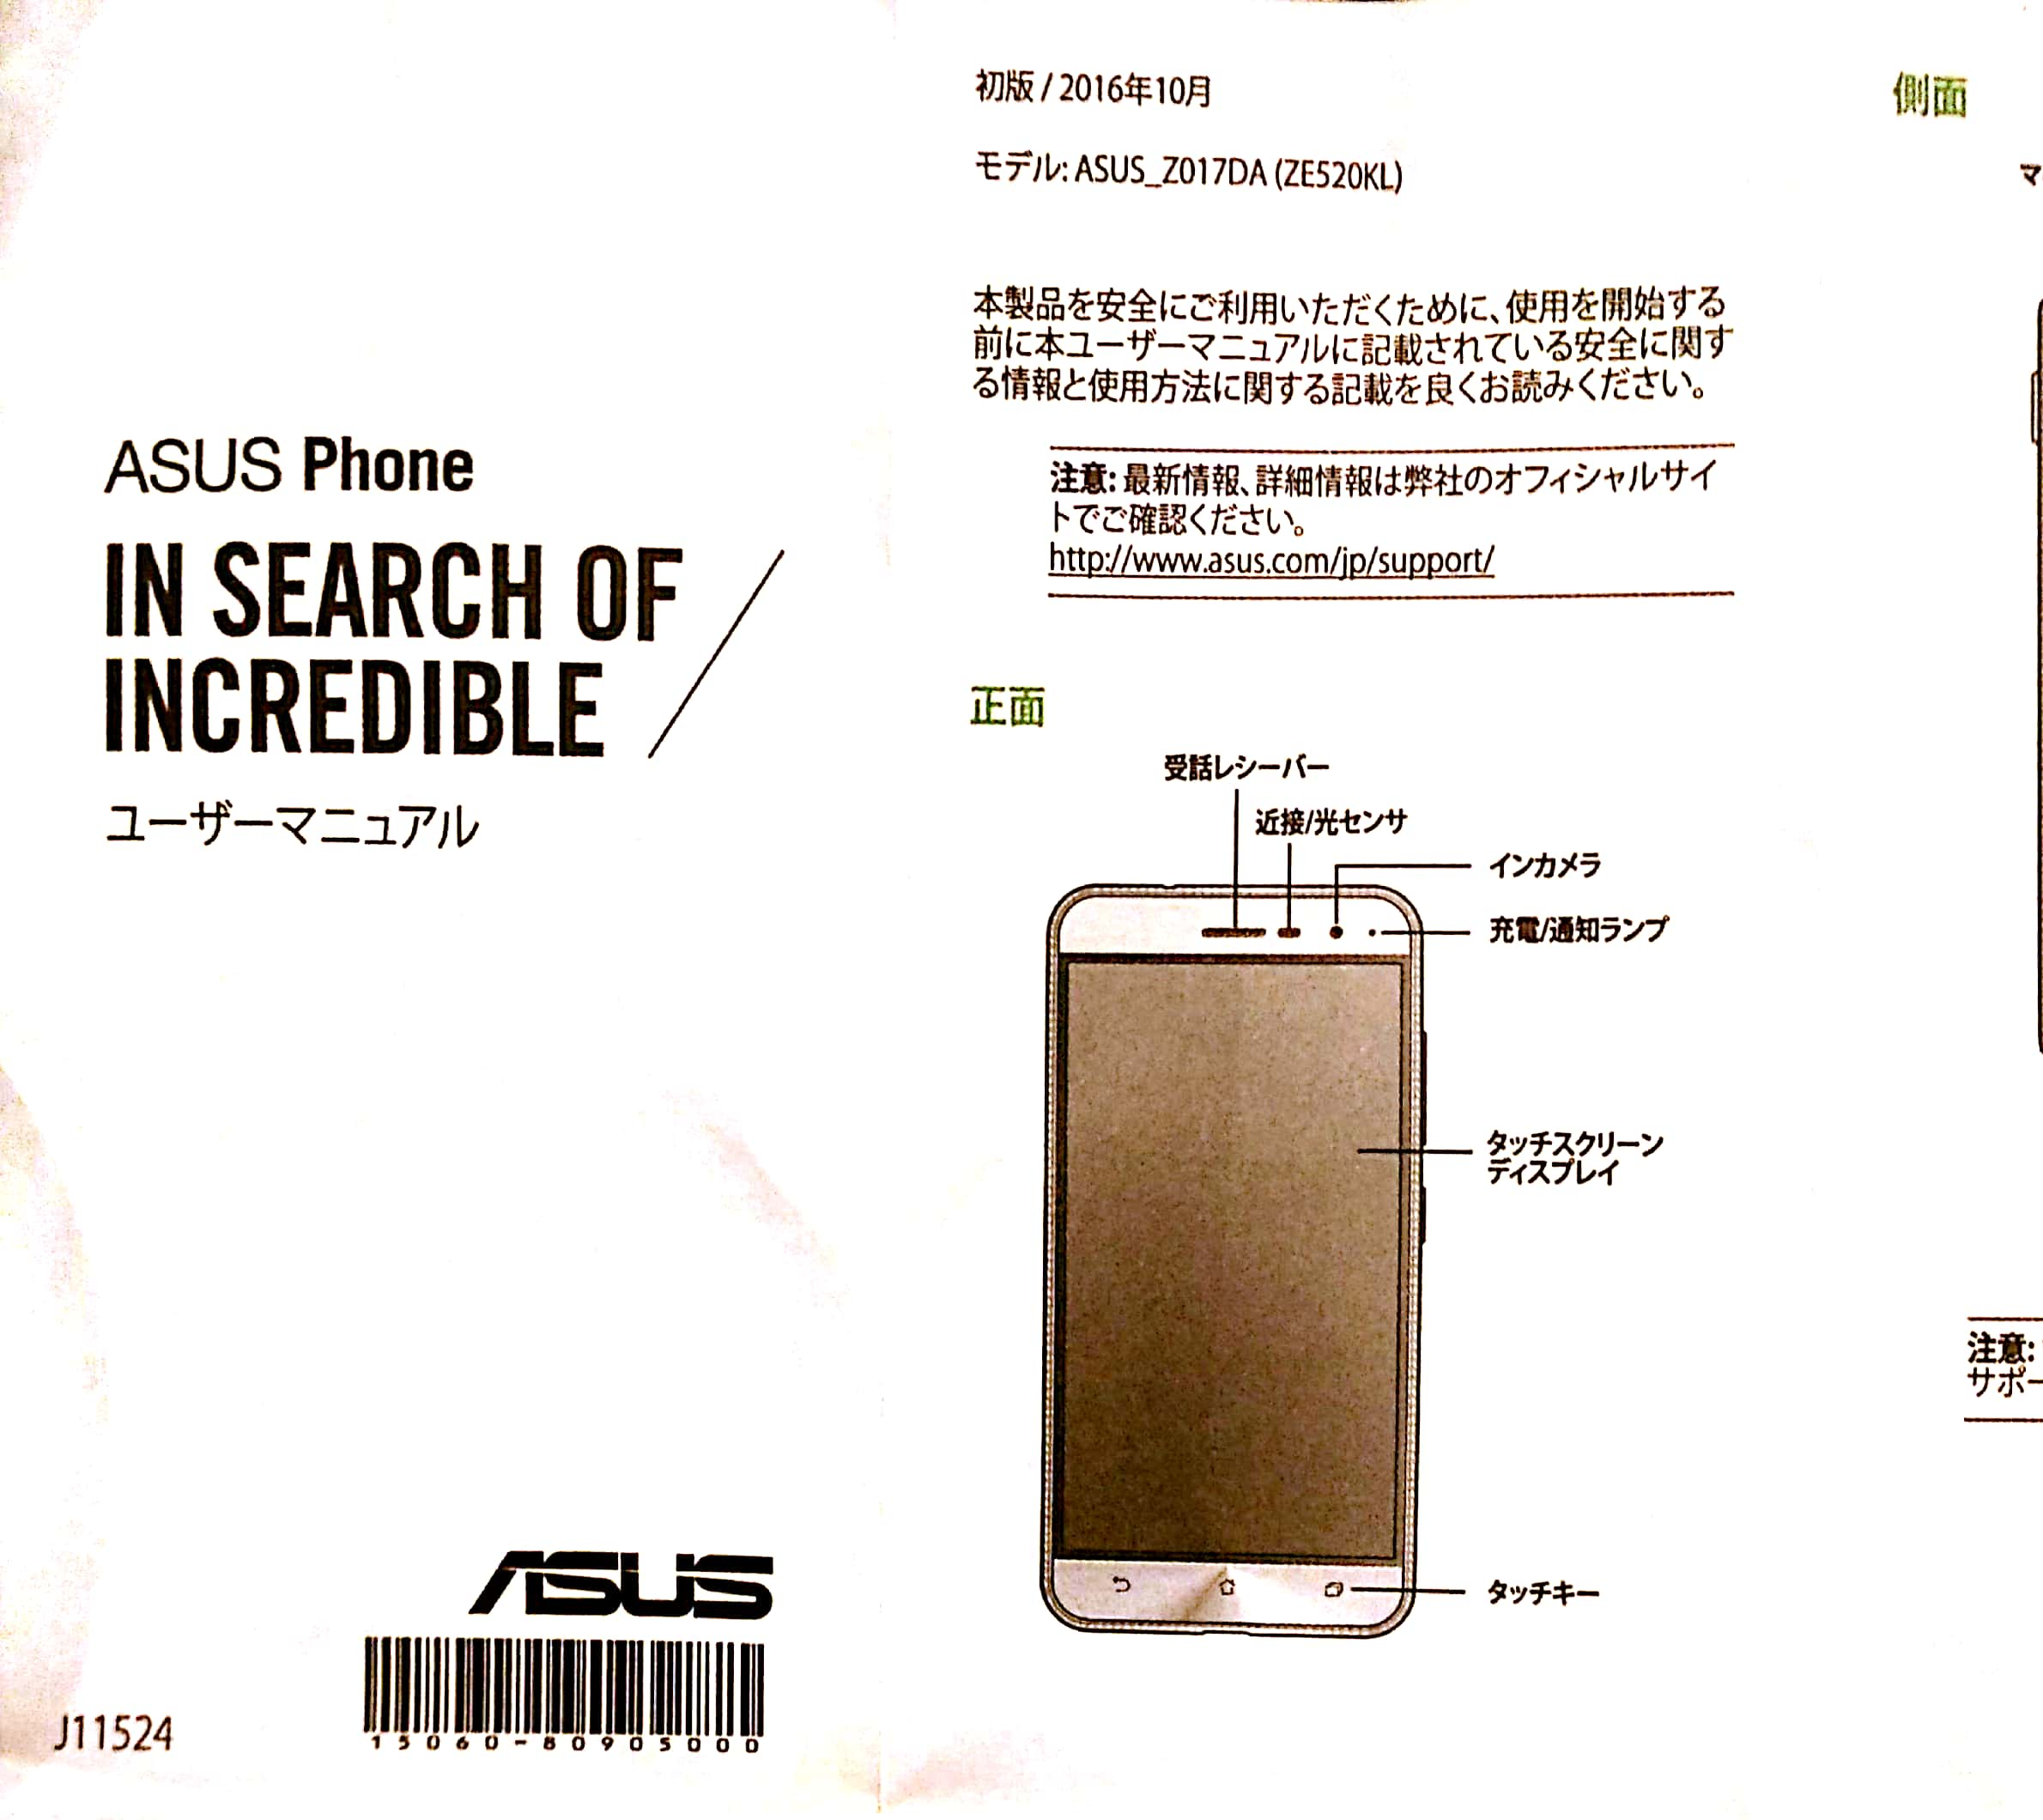 ASUS Phone
IN SEARCH OF
INCREDIBLE
ユーザーマニュアル
ASUS
15060-80905000
J11524
初版 / 2016年10月
モデル: ASUS_Z017DA (ZE520KL)
本製品を安全にご利用いただくために、使用を開始する
前に本ユーザーマニュアルに記載されている安全に関す
る情報と使用方法に関する記載を良くお読みください。
注意: 最新情報、詳細情報は弊社のオフィシャルサイ
トでご確認ください。
http://www.asus.com/jp/support/
正面
受話レシーバー
近接/光センサ
インカメラ
充電/通知ランプ
タッチスクリーン
ディスプレイ
タッチキー
側面
マ
注意:
サポー